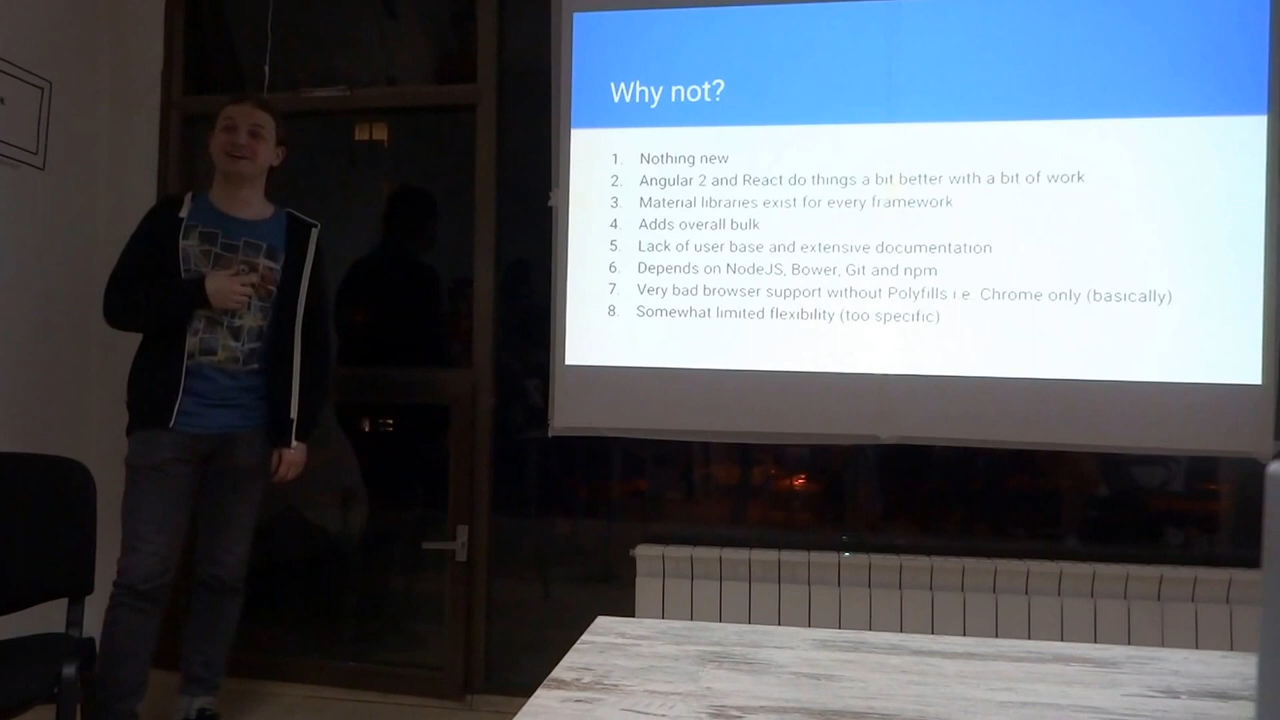 Why not?
1. Nothing new
2. Angular 2 and React do things a bit better with a bit of work
3. Material libraries exist for every framework
4. Adds overall bulk
5. Lack of user base and extensive documentation
6. Depends on NodeJS, Bower, Git and npm
7. Very bad browser support without Polyfills i.e. Chrome only (basically)
8. Somewhat limited flexibility (too specific)